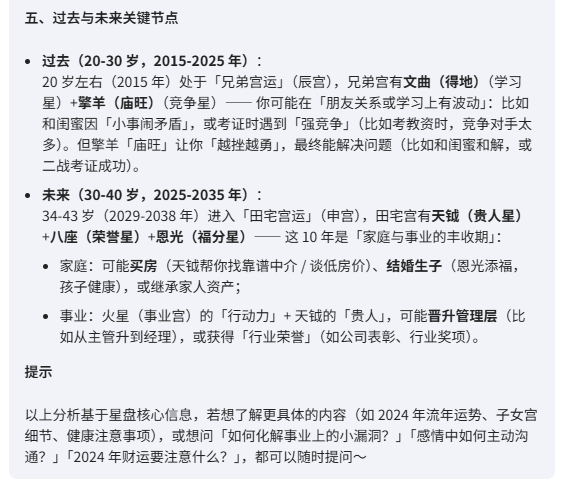 五、过去与未来关键节点
• 过去（20-30 岁，2015-2025 年）：
20 岁左右（2015 年）处于「兄弟宫运」（辰宫），兄弟宫有文曲（得地）（学习
星）+擎羊（庙旺）（竞争星）—— 你可能在「朋友关系或学习上有波动」：比如
和闺蜜因「小事闹矛盾」，或考证时遇到「强竞争」（比如考教资时，竞争对手太
多）。但擎羊「庙旺」让你「越挫越勇」，最终能解决问题（比如和闺蜜和解，或
二战考证成功）。
• 未来（30-40 岁，2025-2035 年）：
34-43 岁（2029-2038 年）进入「田宅宫运」（申宫），田宅宫有天钺（贵人星）
+八座（荣誉星）+恩光（福分星）—— 这 10 年是「家庭与事业的丰收期」：
• 家庭：可能买房（天钺帮你找靠谱中介 / 谈低房价）、结婚生子（恩光添福，
孩子健康），或继承家人资产；
• 事业：火星（事业宫）的「行动力」+ 天钺的「贵人」，可能晋升管理层（比
如从主管升到经理），或获得「行业荣誉」（如公司表彰、行业奖项）。
提示
以上分析基于星盘核心信息，若想了解更具体的内容（如 2024 年流年运势、子女宫
细节、健康注意事项），或想问「如何化解事业上的小漏洞？」「感情中如何主动沟
通？」「2024 年财运要注意什么？」，都可以随时提问～